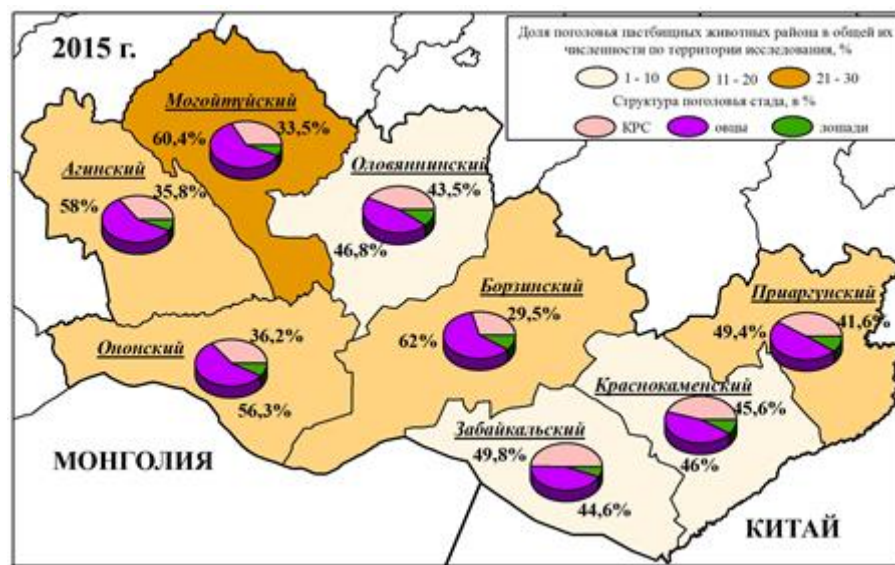 2015 г.
Доля поголовья пастбищных животных района в общей их
численности по территории исследования, %
1 - 10
11 - 20
21 - 30
Структура поголовья стада, в %
КРС
овцы
лошади
Могойтуйский
60,4%
33,5%
Агинский
58%
35,8%
Оловяннинский
43,5%
46,8%
Борзинский
29,5%
62%
Приаргунский
49,4%
41,6%
Ононский
36,2%
56,3%
Краснокаменский
45,6%
46%
Забайкальский
49,8%
44,6%
МОНГОЛИЯ
КИТАЙ